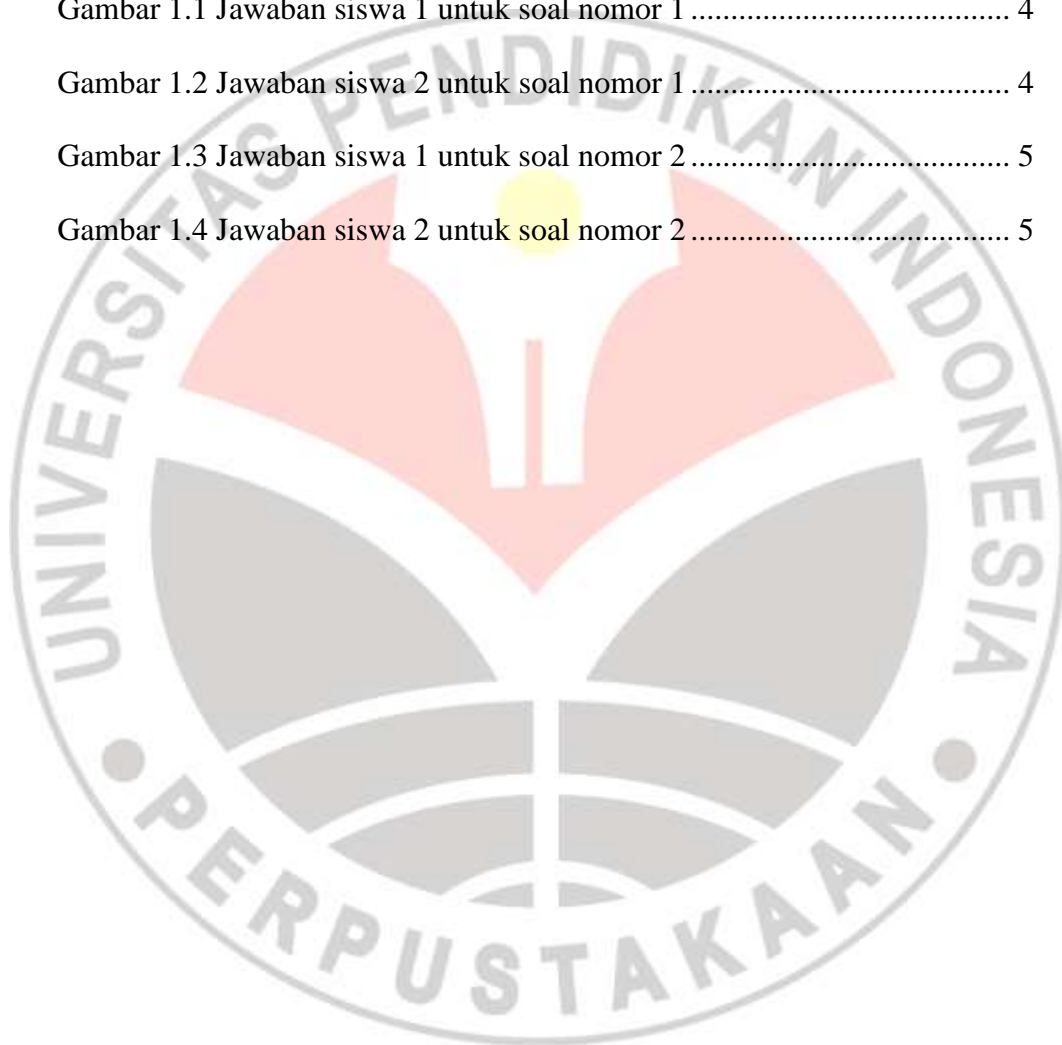 Gambar 1.1 Jawaban siswa 1 untuk soal nomor 1 ........................................ 4
Gambar 1.2 Jawaban siswa 2 untuk soal nomor 1 ........................................ 4
Gambar 1.3 Jawaban siswa 1 untuk soal nomor 2 ........................................ 5
Gambar 1.4 Jawaban siswa 2 untuk soal nomor 2 ........................................ 5
UNIVERSITAS PENDIDIKAN INDONESIA
PERPUSTAKAAN